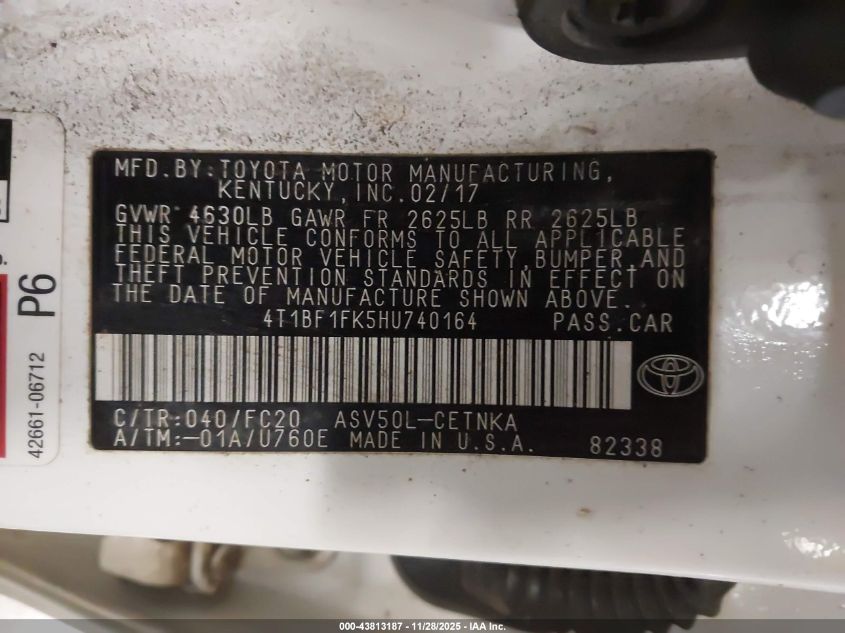 MFD.BY:TOYOTA MOTOR MANUFACTURING,
KENTUCKY,INC.02/17
GVWR 4630LB GAWR FR 2625LB RR 2625LB
THIS VEHICLE CONFORMS TO ALL APPLICABLE
FEDERAL MOTOR VEHICLE SAFETY,BUMPER,AND
THEFT PREVENTION STANDARDS IN EFFECT ON
THE DATE OF MANUFACTURE SHOWN ABOVE.
4T1BF1FK5HU740164 PASS.CAR
C/TR:040/FC20 ASV50L-CETNKA
A/TM:-01A/U760E MADE IN U.S.A. 82338
P6
42661-06712
000-43813187 - 11/28/2025 - IAA Inc.